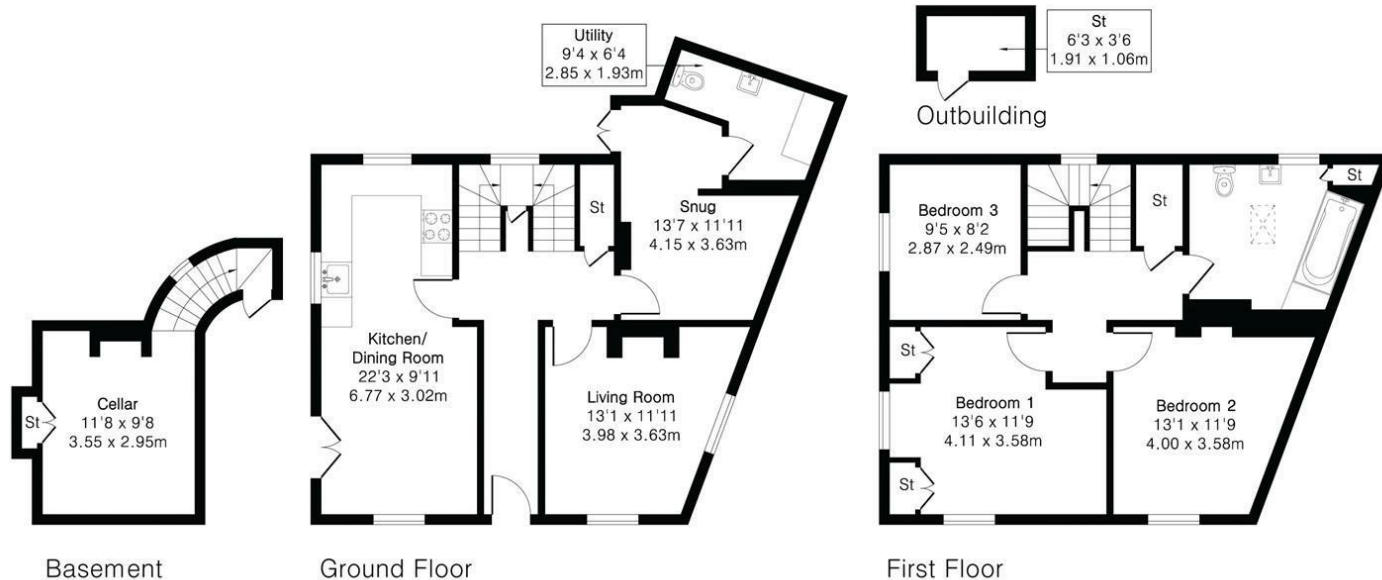 Utility
9'4 x 6'4
2.85 x 1.93m
St
6'3 x 3'6
1.91 x 1.06m
Outbuilding
St
Snug
13'7 x 11'11
4.15 x 3.63m
Kitchen/
Dining Room
22'3 x 9'11
6.77 x 3.02m
Living Room
13'1 x 11'11
3.98 x 3.63m
St
Cellar
11'8 x 9'8
3.55 x 2.95m
Bedroom 3
9'5 x 8'2
2.87 x 2.49m
St
St
St
Bedroom 1
13'6 x 11'9
4.11 x 3.58m
St
Bedroom 2
13'1 x 11'9
4.00 x 3.58m
Basement
Ground Floor
First Floor